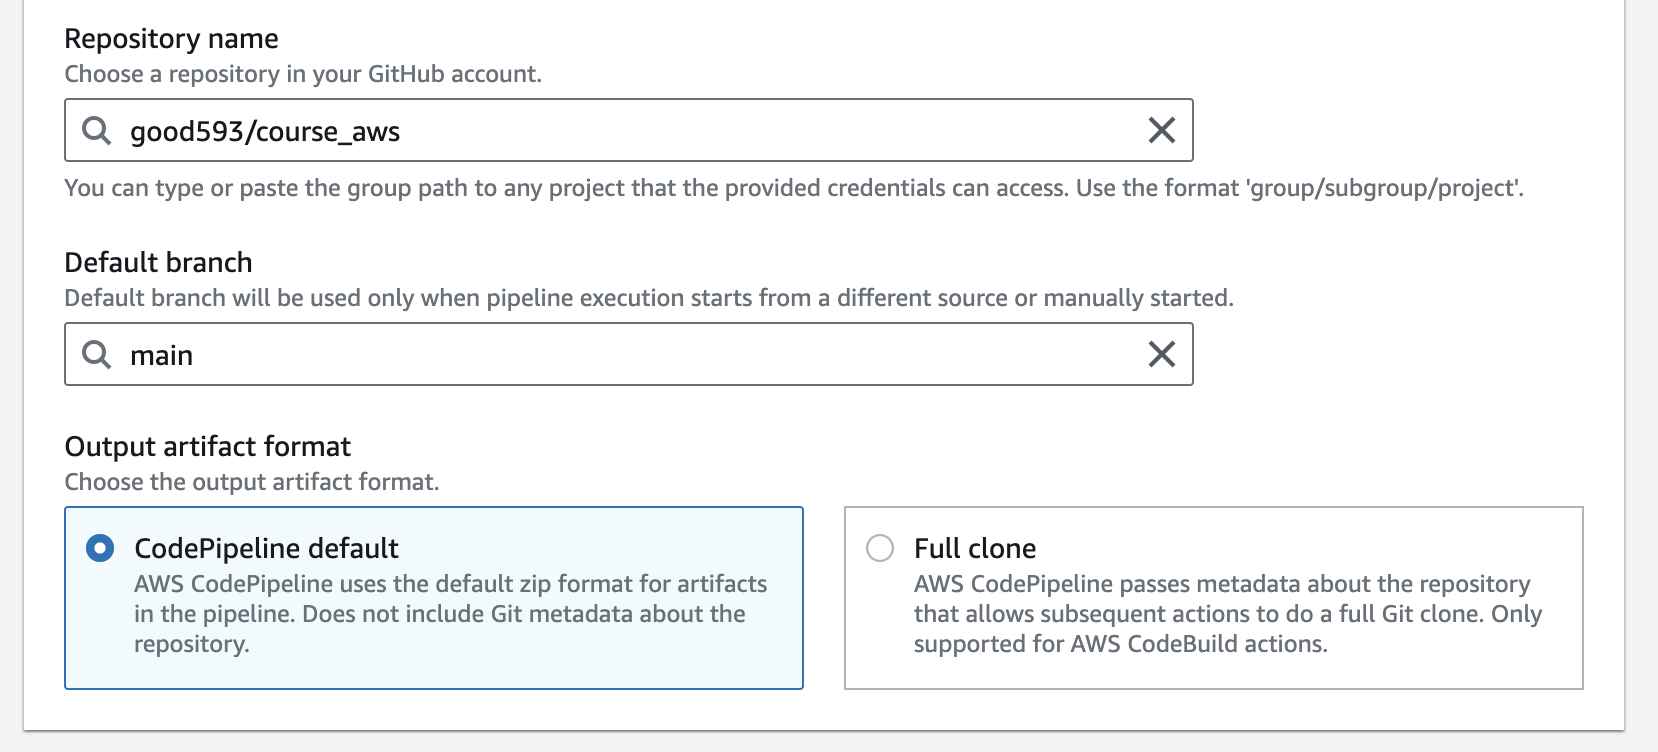 Repository name
Choose a repository in your GitHub account.
good593/course_aws
You can type or paste the group path to any project that the provided credentials can access. Use the format 'group/subgroup/project'.
Default branch
Default branch will be used only when pipeline execution starts from a different source or manually started.
main
Output artifact format
Choose the output artifact format.
CodePipeline default
AWS CodePipeline uses the default zip format for artifacts
in the pipeline. Does not include Git metadata about the
repository.
Full clone
AWS CodePipeline passes metadata about the repository
that allows subsequent actions to do a full Git clone. Only
supported for AWS CodeBuild actions.